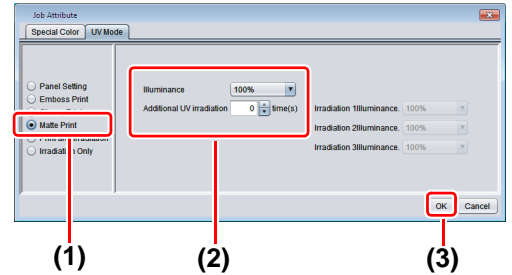 Job Attribute
Special Color UV Mode
Panel Setting
Emboss Print
Matte Print
Irradiation Only
Illuminance 100%
Additional UV irradiation 0 time(s)
Irradiation 1Illuminance. 100%
Irradiation 2Illuminance. 100%
Irradiation 3Illuminance. 100%
OK Cancel
(1) (2) (3)